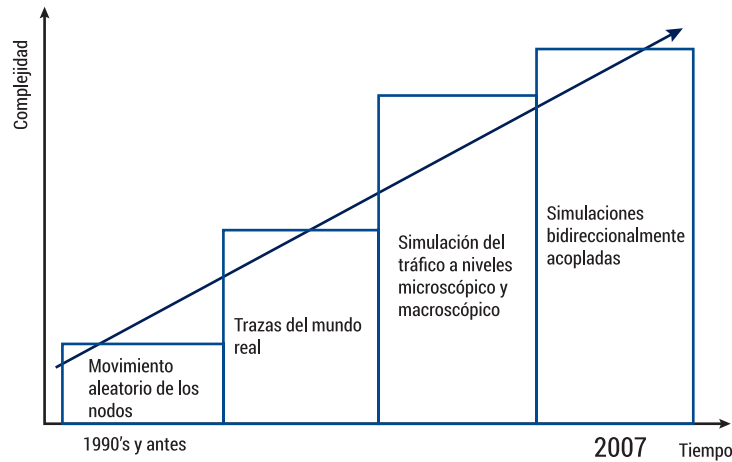 Complejidad
Movimiento
aleatorio de los
nodos
Trazas del mundo
real
Simulación del
tráfico a niveles
microscópico y
macroscópico
Simulaciones
bidireccionalmente
acopladas
1990's y antes
2007
Tiempo